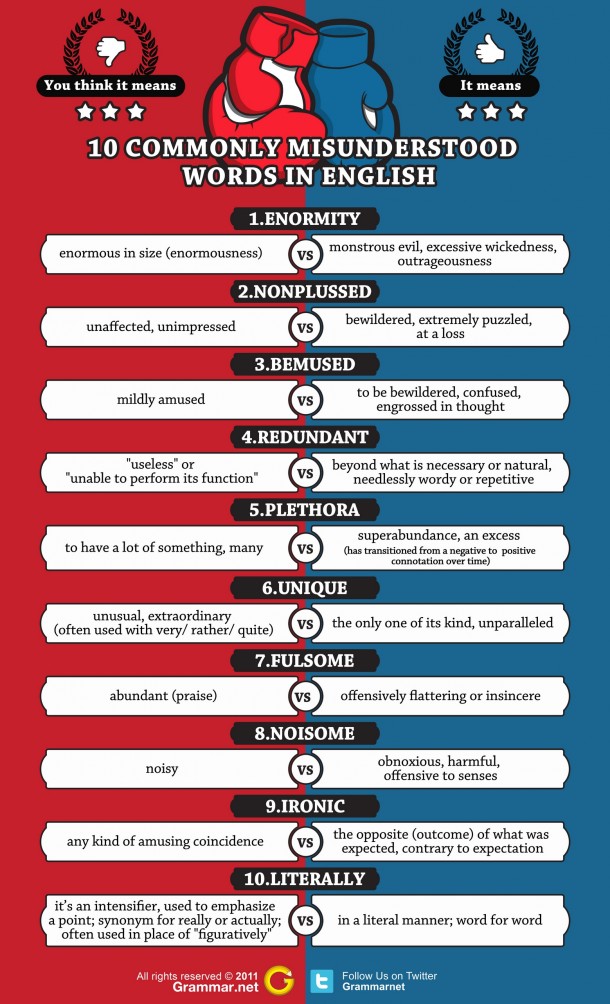 You think it means
It means
10 COMMONLY MISUNDERSTOOD
WORDS IN ENGLISH
1.ENORMITY
enormous in size (enormousness)
VS
monstrous evil, excessive wickedness,
outrageousness
2.NONPLUSSED
unaffected, unimpressed
VS
bewildered, extremely puzzled,
at a loss
3.BEMUSED
mildly amused
VS
to be bewildered, confused,
engrossed in thought
4.REDUNDANT
"useless" or
"unable to perform its function"
VS
beyond what is necessary or natural,
needlessly wordy or repetitive
5.PLETHORA
to have a lot of something, many
VS
superabundance, an excess
(has transitioned from a negative to positive
connotation over time)
6.UNIQUE
unusual, extraordinary
(often used with very/ rather/ quite)
VS
the only one of its kind, unparalleled
7.FULSOME
abundant (praise)
VS
offensively flattering or insincere
8.NOISOME
noisy
VS
obnoxious, harmful,
offensive to senses
9.IRONIC
any kind of amusing coincidence
VS
the opposite (outcome) of what was
expected, contrary to expectation
10.LITERALLY
it's an intensifier, used to emphasize
a point; synonym for really or actually;
often used in place of "figuratively"
VS
in a literal manner; word for word
All rights reserved © 2011
Grammar.net
G
t
Follow Us on Twitter
Grammarnet